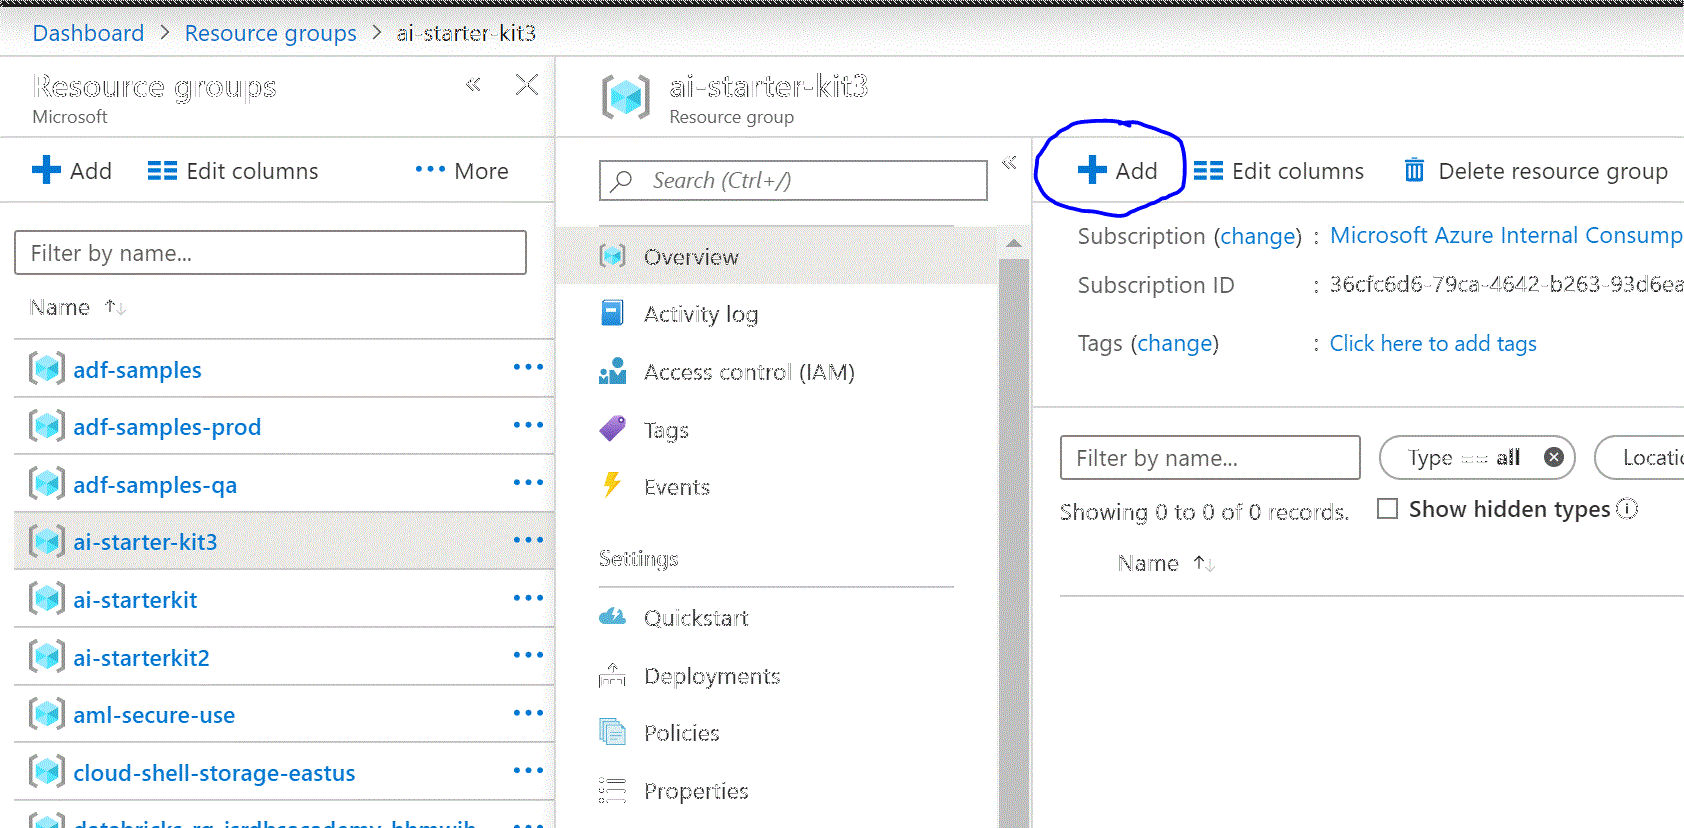 Dashboard > Resource groups > ai-starter-kit3
Resource groups
Microsoft
Add
Edit columns
More
Filter by name...
Name
adf-samples
adf-samples-prod
adf-samples-qa
ai-starter-kit3
ai-starterkit
ai-starterkit2
aml-secure-use
cloud-shell-storage-eastus
ai-starter-kit3
Resource group
Search (Ctrl+/)
Overview
Activity log
Access control (IAM)
Tags
Events
Settings
Quickstart
Deployments
Policies
Properties
Add
Edit columns
Delete resource group
Subscription (change) : Microsoft Azure Internal Consump
Subscription ID : 36cfc6d6-79ca-4642-b263-93d6ea
Tags (change) : Click here to add tags
Filter by name...
Type == all
Locatio
Showing 0 to 0 of 0 records.
Show hidden types
Name